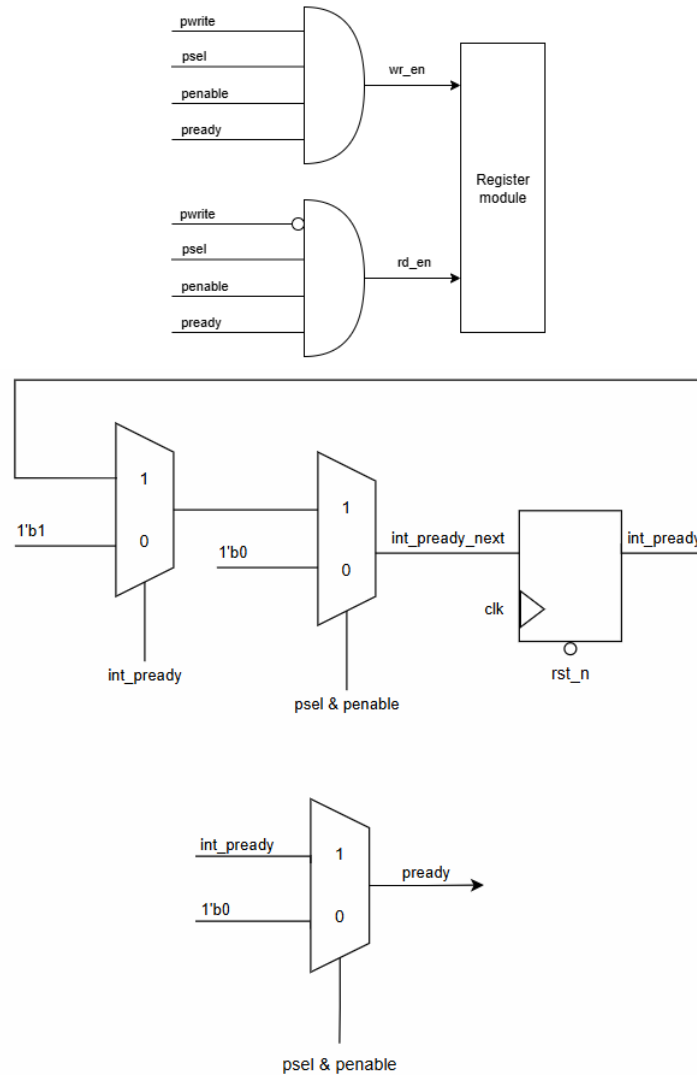 pwrite
psel
penable
pready
wr_en
Register
module
pwrite
psel
penable
pready
rd_en
1
0
1'b1
int_pready
1
0
1'b0
psel & penable
int_pready_next
clk
rst_n
int_pready
int_pready
1'b0
1
0
pready
psel & penable